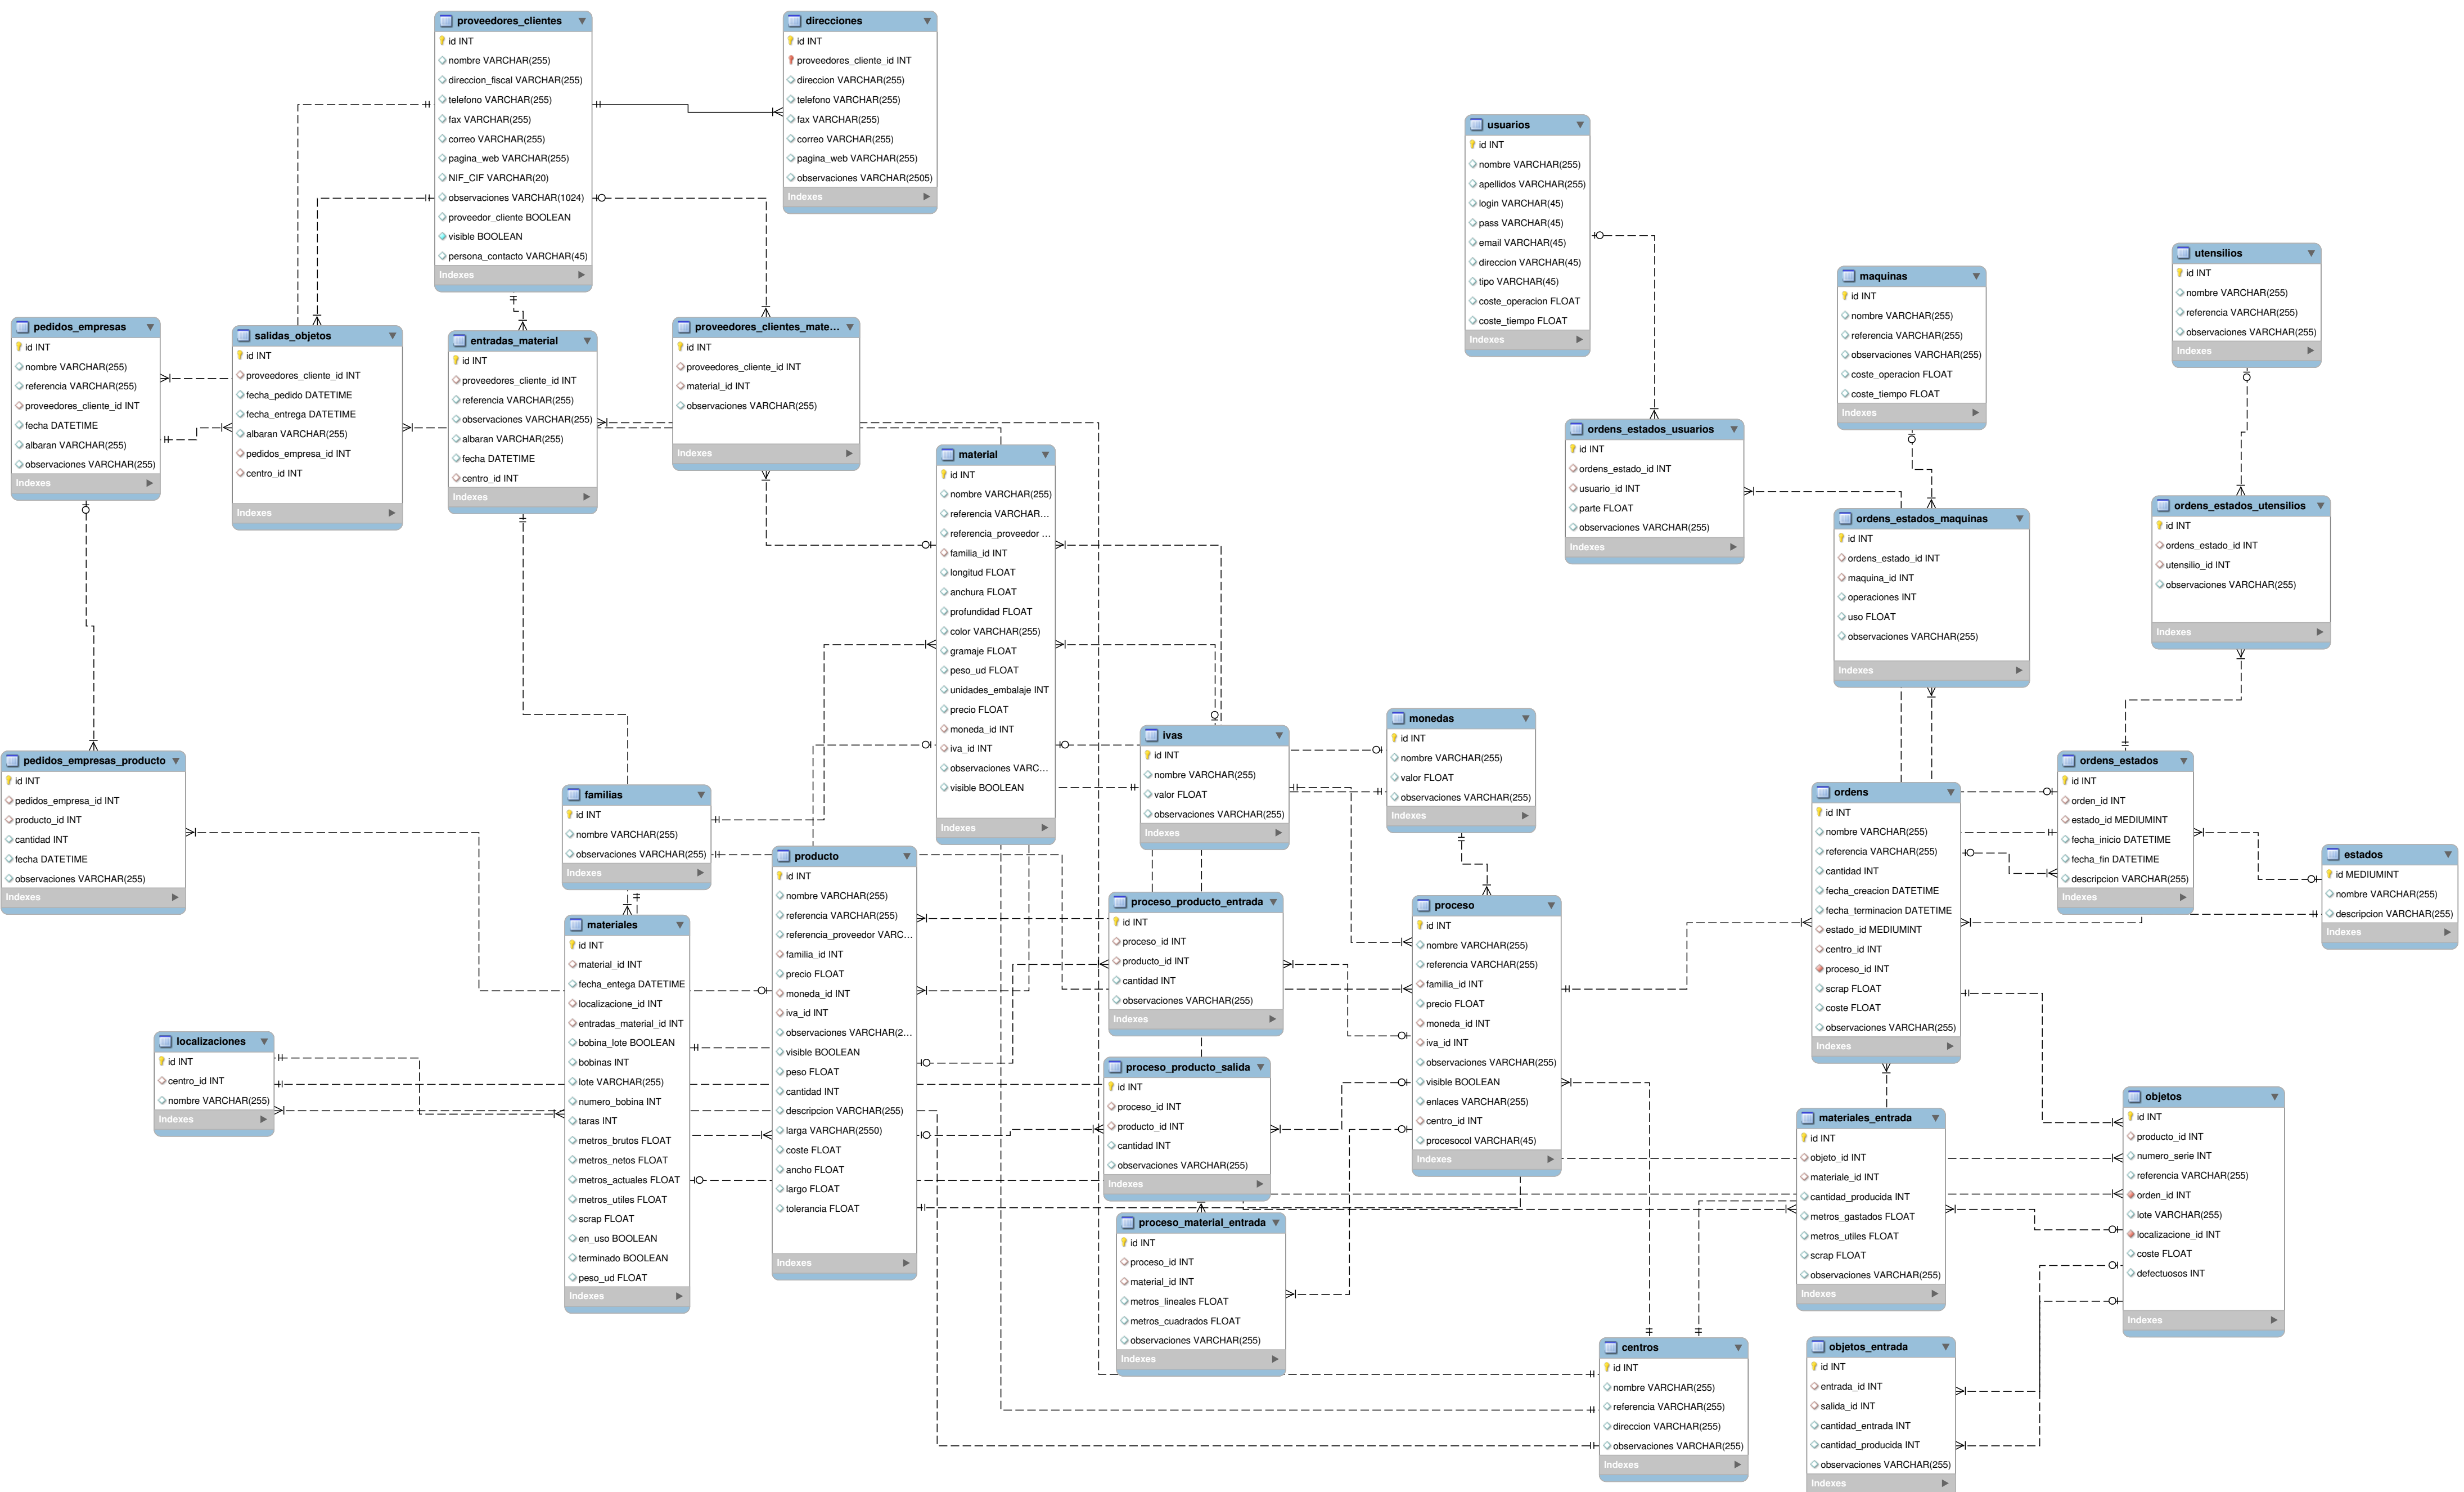 proveedores_clientes
id INT
nombre VARCHAR(255)
direccion_fiscal VARCHAR(255)
telefono VARCHAR(255)
fax VARCHAR(255)
correo VARCHAR(255)
pagina_web VARCHAR(255)
NIF_CIF VARCHAR(20)
observaciones VARCHAR(1024)
proveedor_cliente BOOLEAN
visible BOOLEAN
persona_contacto VARCHAR(45)
Indexes
direcciones
id INT
proveedores_cliente_id INT
direccion VARCHAR(255)
telefono VARCHAR(255)
fax VARCHAR(255)
correo VARCHAR(255)
pagina_web VARCHAR(255)
observaciones VARCHAR(2505)
Indexes
usuarios
id INT
nombre VARCHAR(255)
apellidos VARCHAR(255)
login VARCHAR(45)
pass VARCHAR(45)
email VARCHAR(45)
direccion VARCHAR(45)
tipo VARCHAR(45)
coste_operacion FLOAT
coste_tiempo FLOAT
Indexes
maquinas
id INT
nombre VARCHAR(255)
referencia VARCHAR(255)
observaciones VARCHAR(255)
coste_operacion FLOAT
coste_tiempo FLOAT
Indexes
utensilios
id INT
nombre VARCHAR(255)
referencia VARCHAR(255)
observaciones VARCHAR(255)
Indexes
pedidos_empresas
id INT
nombre VARCHAR(255)
referencia VARCHAR(255)
proveedores_cliente_id INT
fecha DATETIME
albaran VARCHAR(255)
observaciones VARCHAR(255)
Indexes
salidas_objetos
id INT
proveedores_cliente_id INT
fecha_pedido DATETIME
fecha_entrega DATETIME
albaran VARCHAR(255)
pedidos_empresa_id INT
centro_id INT
Indexes
entradas_material
id INT
proveedores_cliente_id INT
referencia VARCHAR(255)
observaciones VARCHAR(255)
albaran VARCHAR(255)
fecha DATETIME
centro_id INT
Indexes
proveedores_clientes_mate...
id INT
proveedores_cliente_id INT
material_id INT
observaciones VARCHAR(255)
Indexes
material
id INT
nombre VARCHAR(255)
referencia VARCHAR...
referencia_proveedor ...
familia_id INT
longitud FLOAT
anchura FLOAT
profundidad FLOAT
color VARCHAR(255)
gramaje FLOAT
peso_ud FLOAT
unidades_embalaje INT
precio FLOAT
moneda_id INT
iva_id INT
observaciones VARC...
visible BOOLEAN
Indexes
ordens_estados_usuarios
id INT
ordens_estado_id INT
usuario_id INT
parte FLOAT
observaciones VARCHAR(255)
Indexes
ordens_estados_maquinas
id INT
ordens_estado_id INT
maquina_id INT
operaciones INT
uso FLOAT
observaciones VARCHAR(255)
Indexes
ordens_estados_utensilios
id INT
ordens_estado_id INT
utensilio_id INT
observaciones VARCHAR(255)
Indexes
pedidos_empresas_producto
id INT
pedidos_empresa_id INT
producto_id INT
cantidad INT
fecha DATETIME
observaciones VARCHAR(255)
Indexes
familias
id INT
nombre VARCHAR(255)
observaciones VARCHAR(255)
Indexes
ivas
id INT
nombre VARCHAR(255)
valor FLOAT
observaciones VARCHAR(255)
Indexes
monedas
id INT
nombre VARCHAR(255)
valor FLOAT
observaciones VARCHAR(255)
Indexes
ordens
id INT
nombre VARCHAR(255)
referencia VARCHAR(255)
cantidad INT
fecha_creacion DATETIME
fecha_terminacion DATETIME
estado_id MEDIUMINT
centro_id INT
proceso_id INT
scrap FLOAT
coste FLOAT
observaciones VARCHAR(255)
Indexes
ordens_estados
id INT
orden_id INT
estado_id MEDIUMINT
fecha_inicio DATETIME
fecha_fin DATETIME
descripcion VARCHAR(255)
Indexes
estados
id MEDIUMINT
nombre VARCHAR(255)
descripcion VARCHAR(255)
Indexes
localizaciones
id INT
centro_id INT
nombre VARCHAR(255)
Indexes
materiales
id INT
material_id INT
fecha_entega DATETIME
localizacione_id INT
entradas_material_id INT
bobina_lote BOOLEAN
bobinas INT
lote VARCHAR(255)
numero_bobina INT
taras INT
metros_brutos FLOAT
metros_netos FLOAT
metros_actuales FLOAT
metros_utiles FLOAT
scrap FLOAT
en_uso BOOLEAN
terminado BOOLEAN
peso_ud FLOAT
Indexes
producto
id INT
nombre VARCHAR(255)
referencia VARCHAR(255)
referencia_proveedor VARC...
familia_id INT
precio FLOAT
moneda_id INT
iva_id INT
observaciones VARCHAR(2...
visible BOOLEAN
peso FLOAT
cantidad INT
descripcion VARCHAR(255)
larga VARCHAR(2550)
coste FLOAT
ancho FLOAT
largo FLOAT
tolerancia FLOAT
Indexes
proceso_producto_entrada
id INT
proceso_id INT
producto_id INT
cantidad INT
observaciones VARCHAR(255)
Indexes
proceso_producto_salida
id INT
proceso_id INT
producto_id INT
cantidad INT
observaciones VARCHAR(255)
Indexes
proceso_material_entrada
id INT
proceso_id INT
material_id INT
metros_lineales FLOAT
metros_cuadrados FLOAT
observaciones VARCHAR(255)
Indexes
proceso
id INT
nombre VARCHAR(255)
referencia VARCHAR(255)
familia_id INT
precio FLOAT
moneda_id INT
iva_id INT
observaciones VARCHAR(255)
visible BOOLEAN
enlaces VARCHAR(255)
centro_id INT
procesocol VARCHAR(45)
Indexes
materiales_entrada
id INT
objeto_id INT
materiale_id INT
cantidad_producida INT
metros_gastados FLOAT
metros_utiles FLOAT
scrap FLOAT
observaciones VARCHAR(255)
Indexes
objetos
id INT
producto_id INT
numero_serie INT
referencia VARCHAR(255)
orden_id INT
lote VARCHAR(255)
localizacione_id INT
coste FLOAT
defectuosos INT
Indexes
centros
id INT
nombre VARCHAR(255)
referencia VARCHAR(255)
direccion VARCHAR(255)
observaciones VARCHAR(255)
Indexes
objetos_entrada
id INT
entrada_id INT
salida_id INT
cantidad_entrada INT
cantidad_producida INT
observaciones VARCHAR(255)
Indexes